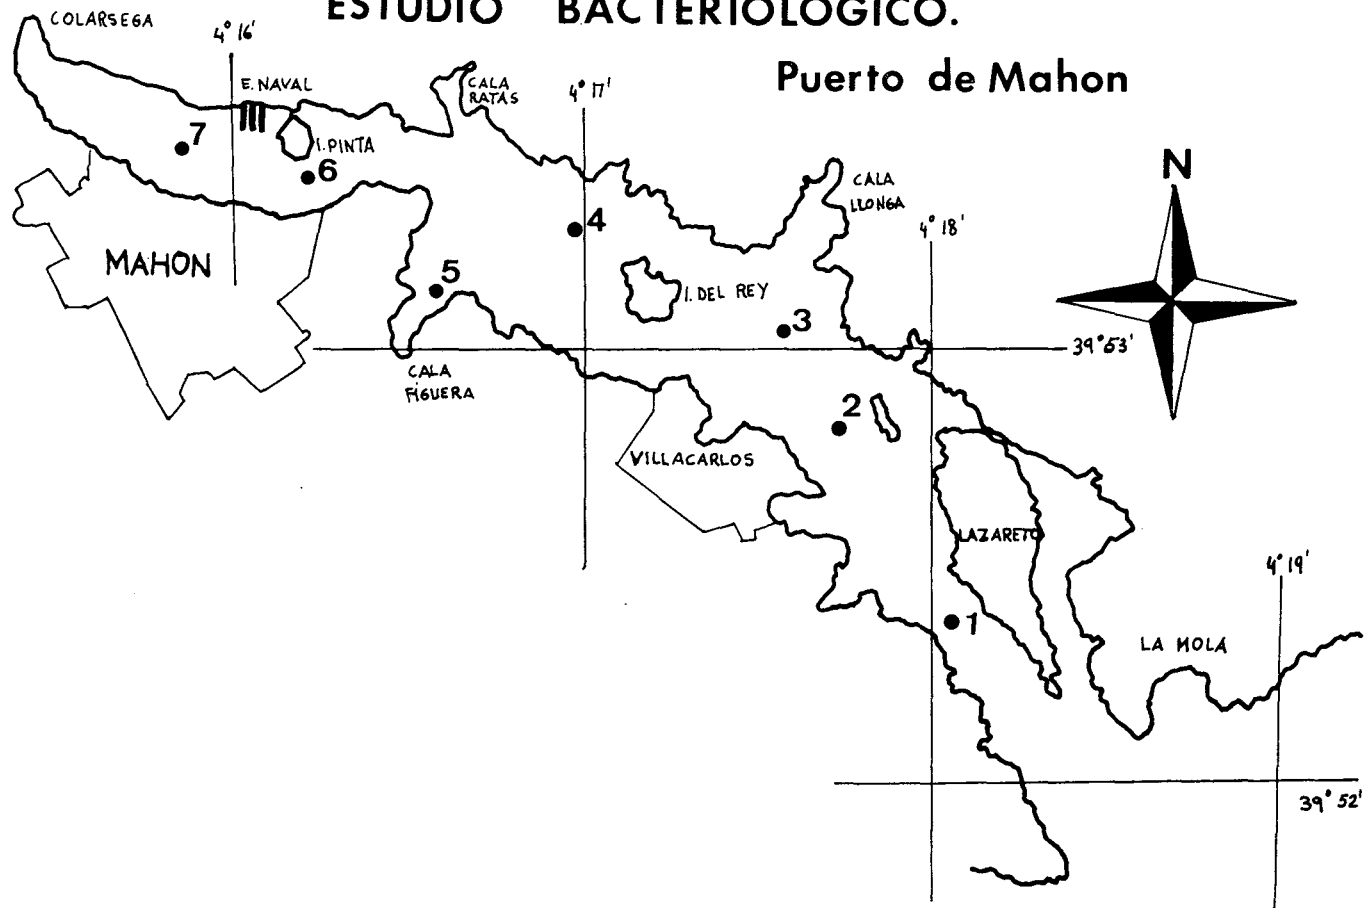 ESTUDIO BACTERIOLOGICO.
Puerto de Mahon
COLARSEGA
4° 16'
E. NAVAL
CALA
RATAS
4° 17'
7
I. PINTA
6
N
CALA
LLONGA
4
4° 18'
MAHON
5
I. DEL REY
3
39° 53'
CALA
FIGUERA
2
VILLACARLOS
LAZARETO
4° 19'
1
LA MOLA
39° 52'